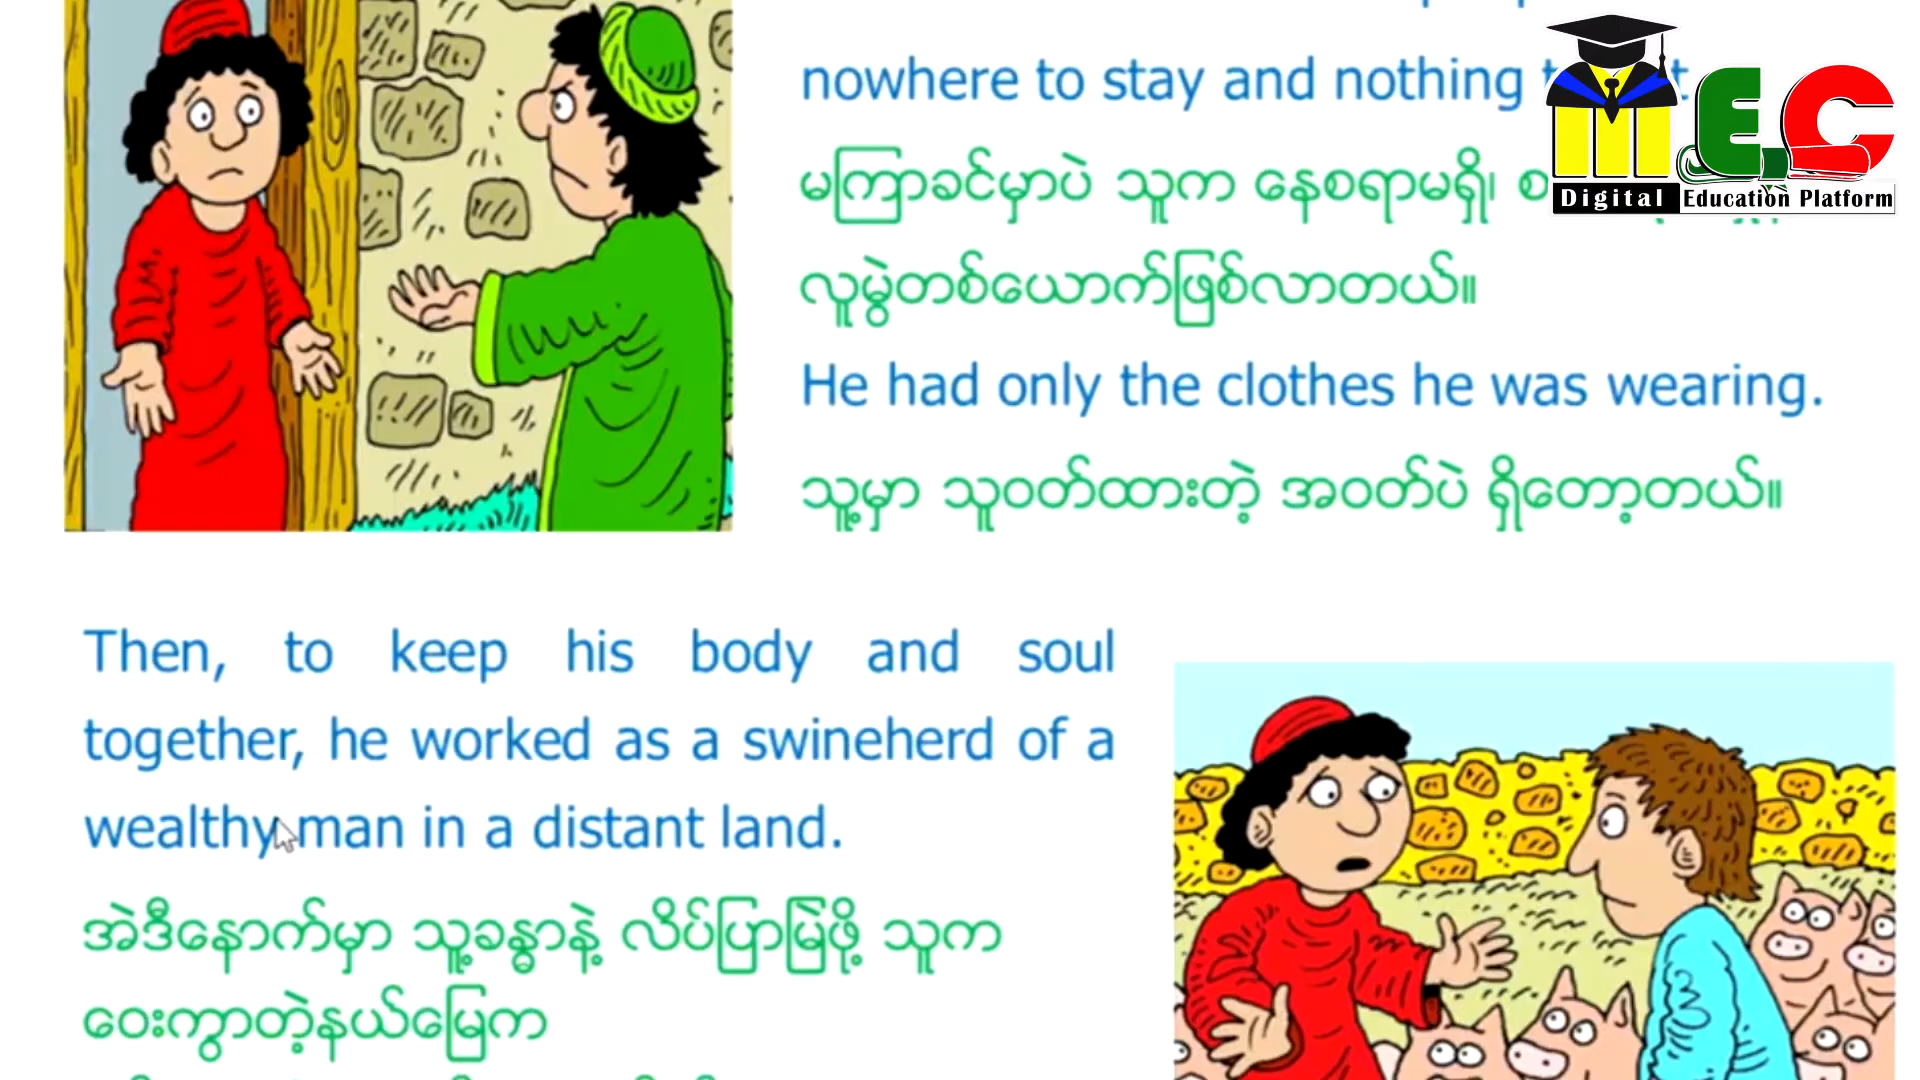 nowhere to stay and nothing
မကြာခင်မှာပဲ သူက နေစရာမရှိ၊
လူမွဲတစ်ယောက်ဖြစ်လာတယ်။
He had only the clothes he was wearing.
သူ့မှာ သူဝတ်ထားတဲ့ အဝတ်ပဲ ရှိတော့တယ်။
M.E.C
Digital Education Platform
Then, to keep his body and soul
together, he worked as a swineherd of a
wealthy man in a distant land.
အဲဒီနောက်မှာ သူ့ခန္ဓာနဲ့ လိပ်ပြာမြဲဖို့ သူက
ဝေးကွာတဲ့နယ်မြေက